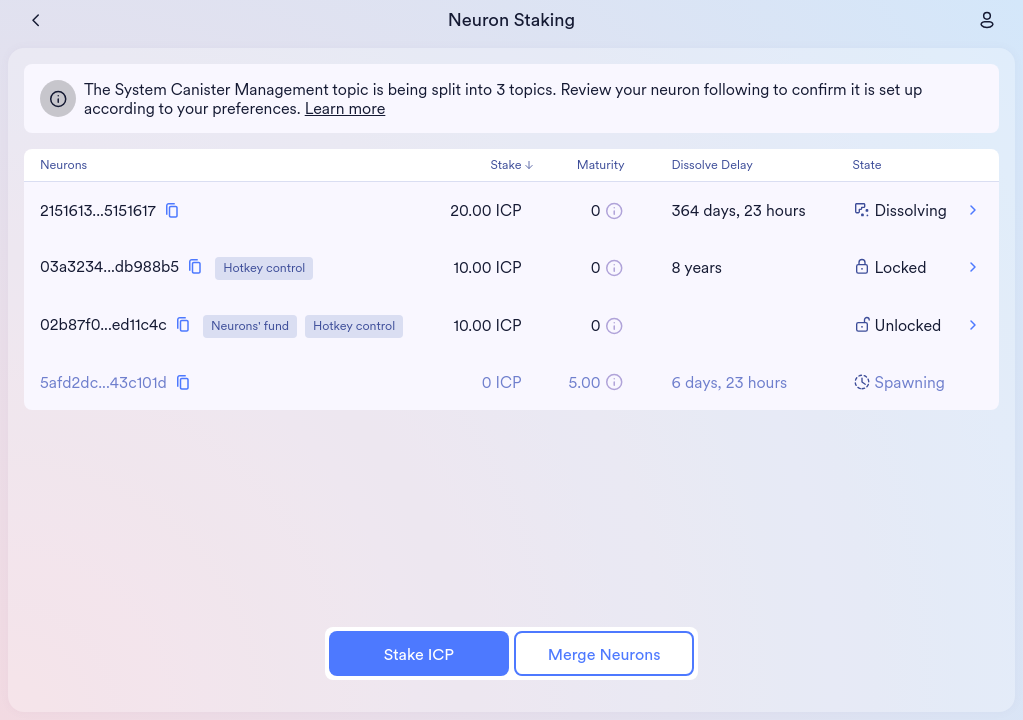 Neuron Staking
The System Canister Management topic is being split into 3 topics. Review your neuron following to confirm it is set up
according to your preferences. Learn more
Neurons Stake Maturity Dissolve Delay State
2151613...5151617 20.00 ICP 0 364 days, 23 hours Dissolving
03a3234...db988b5 Hotkey control 10.00 ICP 0 8 years Locked
02b87f0...ed11c4c Neurons' fund Hotkey control 10.00 ICP 0 Unlocked
5afd2dc...43c101d 0 ICP 5.00 6 days, 23 hours Spawning
Stake ICP Merge Neurons